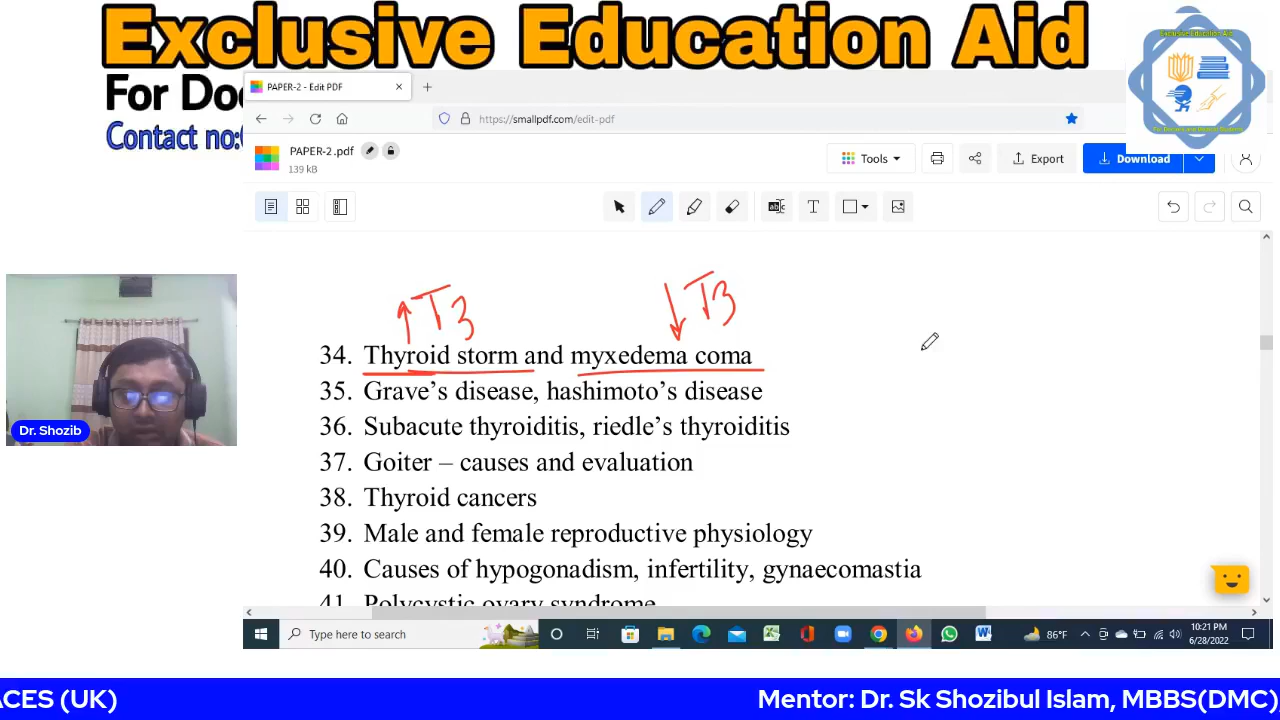 Exclusive Education Aid
For Do
Contact no:
PAPER-2 - Edit PDF
https://smallpdf.com/edit-pdf
PAPER-2.pdf
139 kB
Tools
Export
Download
↑T3 ↓T3
34. Thyroid storm and myxedema coma
35. Grave’s disease, hashimoto’s disease
36. Subacute thyroiditis, riedle’s thyroiditis
37. Goiter – causes and evaluation
38. Thyroid cancers
39. Male and female reproductive physiology
40. Causes of hypogonadism, infertility, gynaecomastia
41. Polycystic ovary syndrome
Dr. Shozib
Type here to search
86°F
10:21 PM
6/28/2022
ACES (UK) Mentor: Dr. Sk Shozibul Islam, MBBS(DMC),